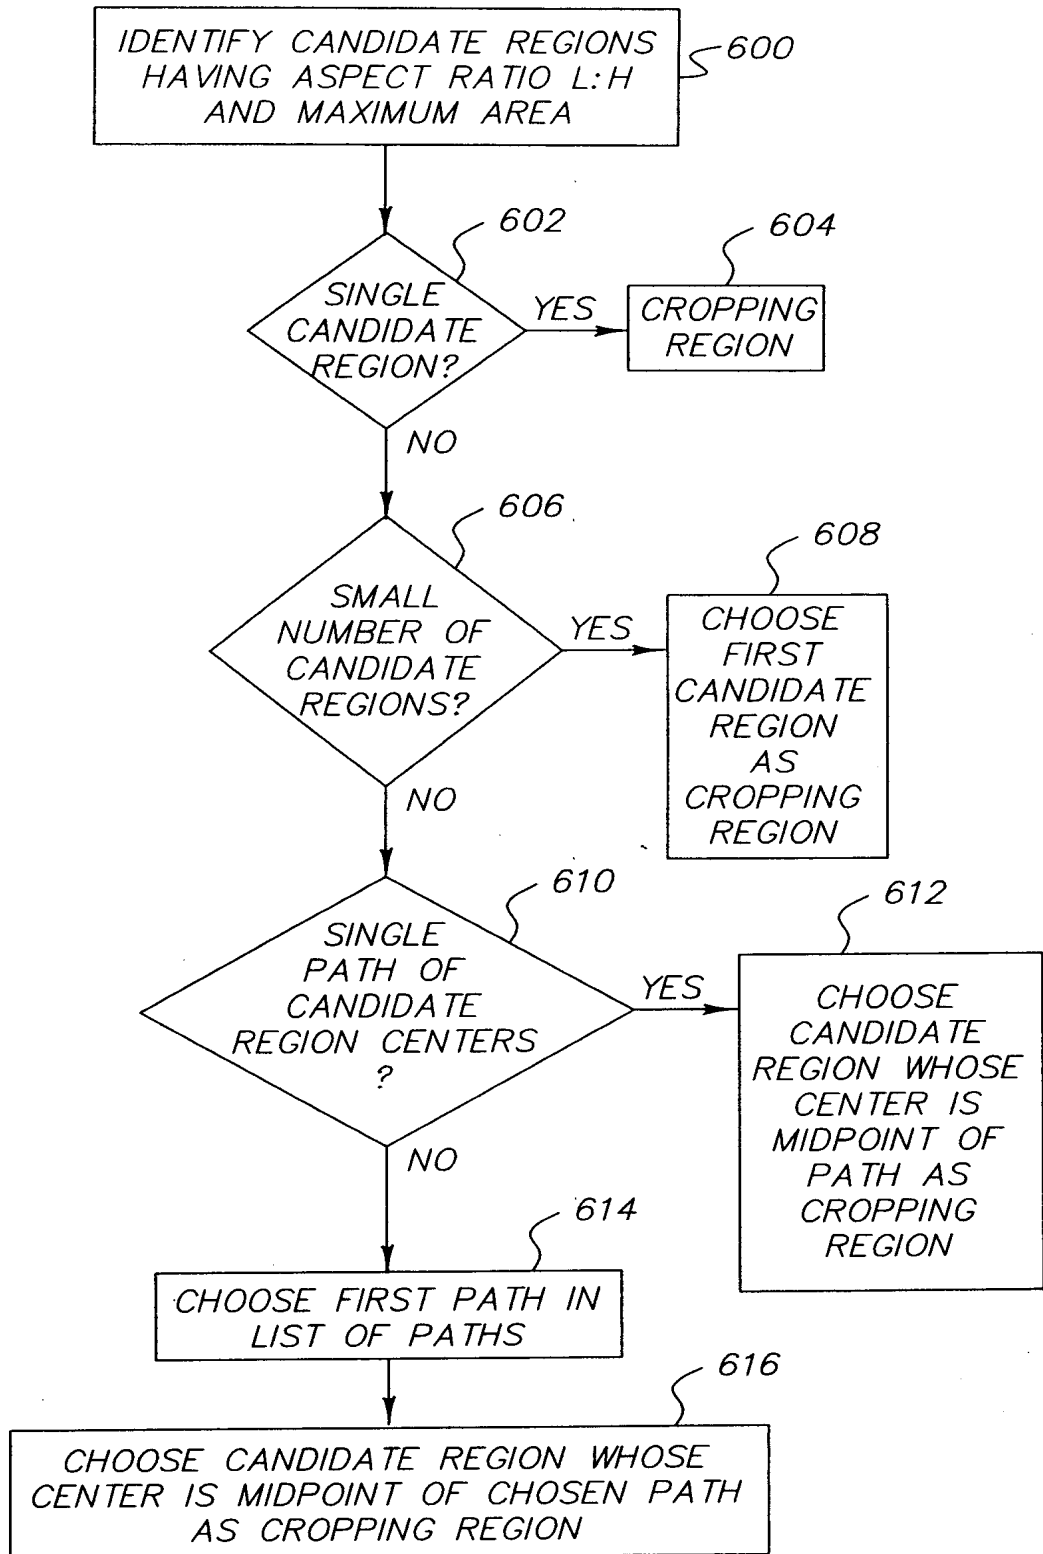 IDENTIFY CANDIDATE REGIONS
HAVING ASPECT RATIO L:H
AND MAXIMUM AREA
600
602
SINGLE
CANDIDATE
REGION?
YES
604
CROPPING
REGION
NO
606
SMALL
NUMBER OF
CANDIDATE
REGIONS?
YES
608
CHOOSE
FIRST
CANDIDATE
REGION
AS
CROPPING
REGION
NO
610
SINGLE
PATH OF
CANDIDATE
REGION CENTERS
?
YES
612
CHOOSE
CANDIDATE
REGION WHOSE
CENTER IS
MIDPOINT OF
PATH AS
CROPPING
REGION
NO
614
CHOOSE FIRST PATH IN
LIST OF PATHS
616
CHOOSE CANDIDATE REGION WHOSE
CENTER IS MIDPOINT OF CHOSEN PATH
AS CROPPING REGION